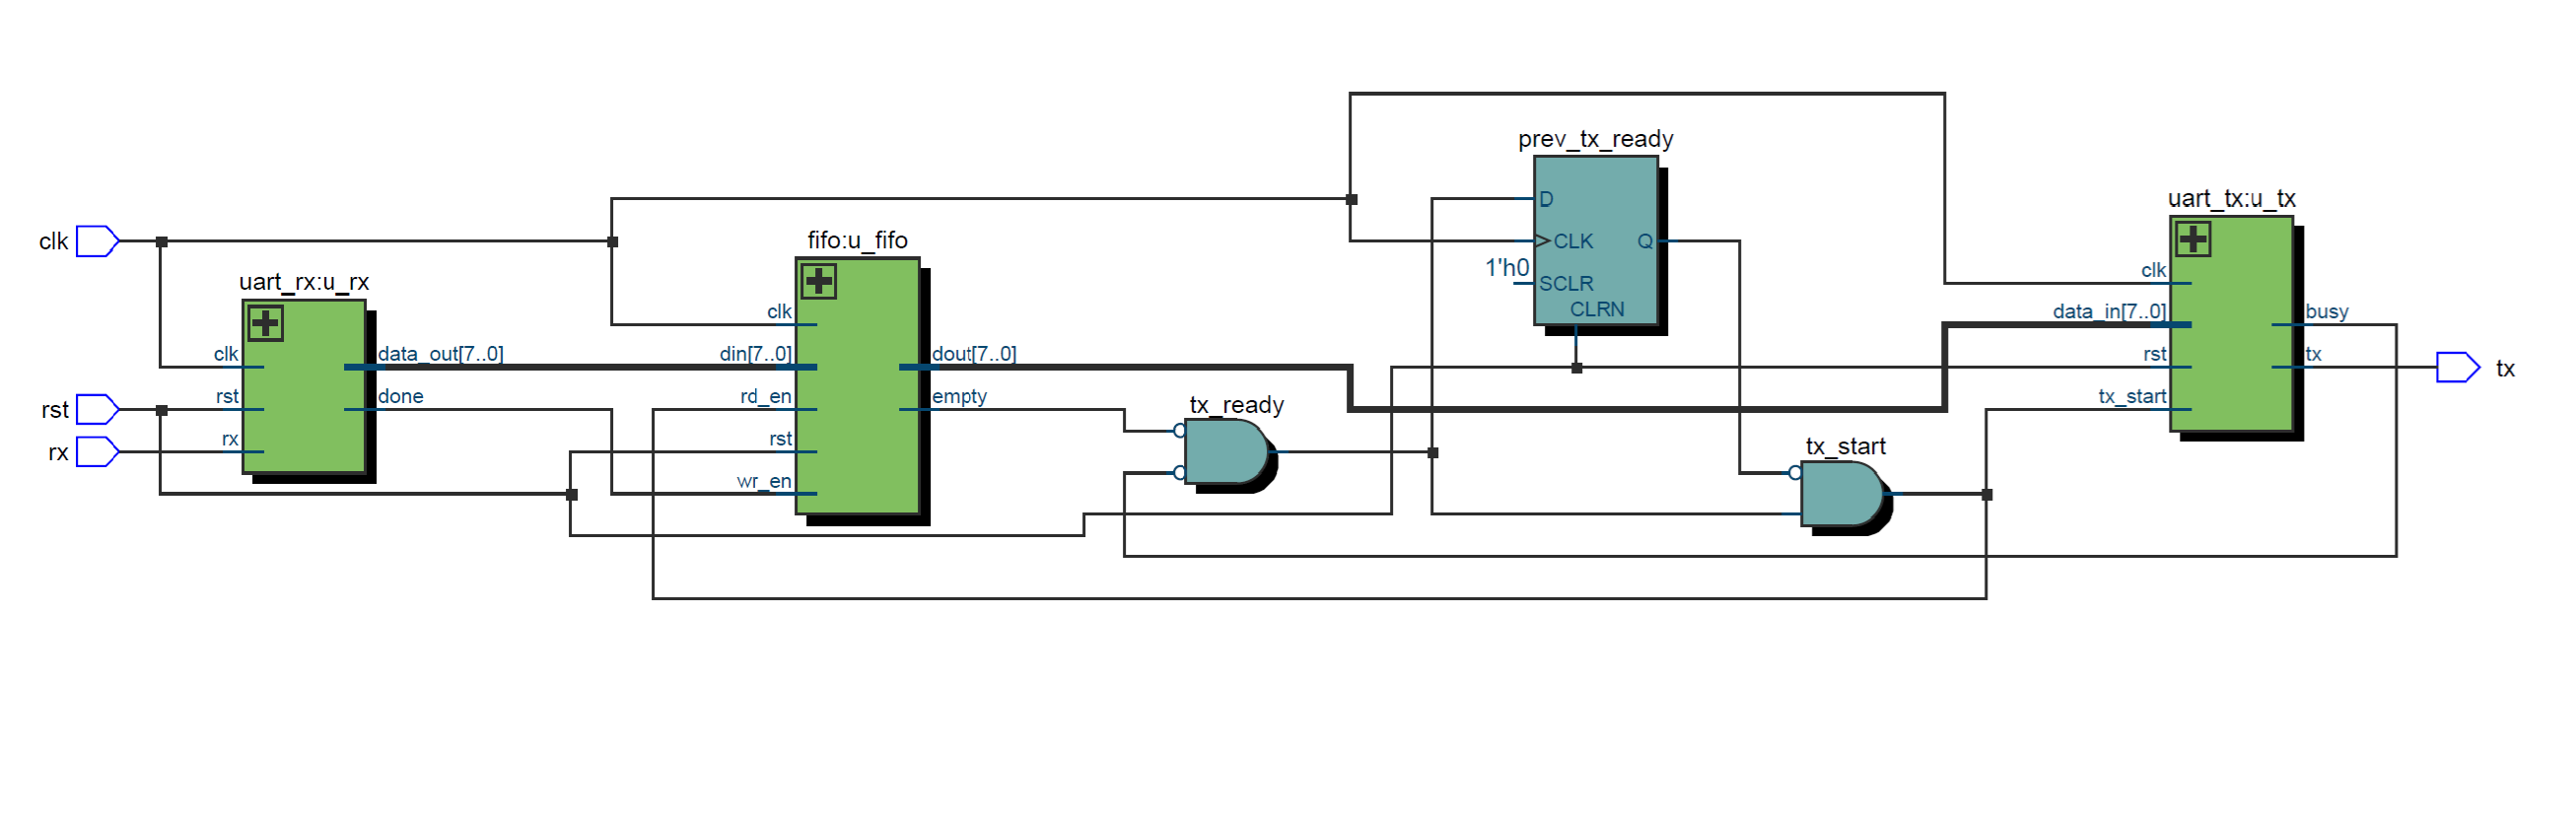 clk
rst
rx
uart_rx:u_rx
clk
rst
rx
data_out[7..0]
done
fifo:u_fifo
clk
din[7..0]
rd_en
rst
wr_en
dout[7..0]
empty
tx_ready
prev_tx_ready
D
CLK
1'h0
SCLR
CLRN
Q
tx_start
uart_tx:u_tx
clk
data_in[7..0]
rst
tx_start
busy
tx
tx